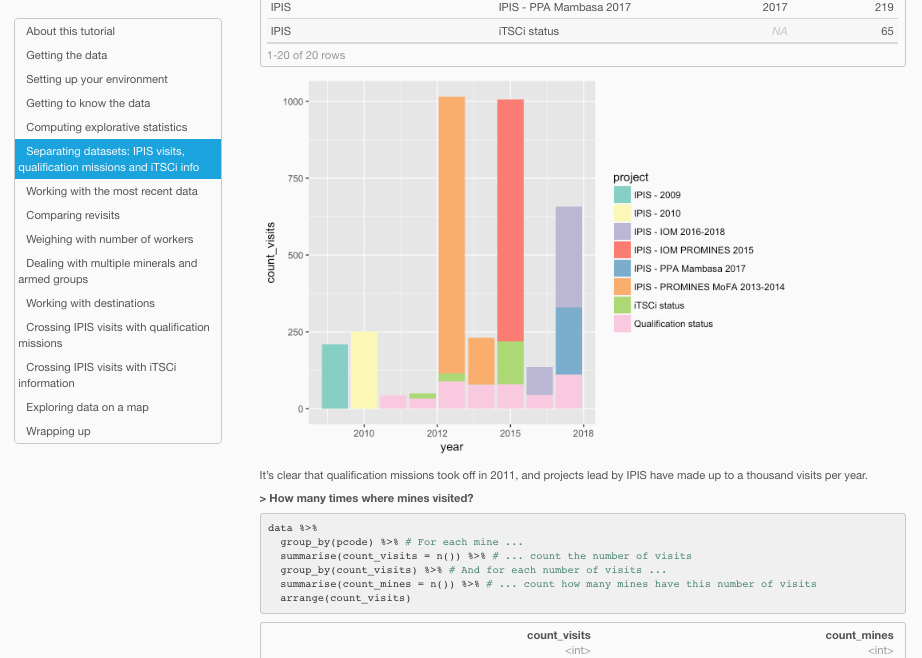 About this tutorial
Getting the data
Setting up your environment
Getting to know the data
Computing explorative statistics
Separating datasets: IPIS visits,
qualification missions and iTSCi info
Working with the most recent data
Comparing revisits
Weighing with number of workers
Dealing with multiple minerals and
armed groups
Working with destinations
Crossing IPIS visits with qualification
missions
Crossing IPIS visits with iTSCi
information
Exploring data on a map
Wrapping up
IPIS IPIS - PPA Mambasa 2017 2017 219
IPIS iTSCi status NA 65
1-20 of 20 rows
1000
750
500
250
0
count_visits
2010 2012 2015 2018
year
project
IPIS - 2009
IPIS - 2010
IPIS - IOM 2016-2018
IPIS - IOM PROMINES 2015
IPIS - PPA Mambasa 2017
IPIS - PROMINES MoFA 2013-2014
iTSCi status
Qualification status
It's clear that qualification missions took off in 2011, and projects lead by IPIS have made up to a thousand visits per year.
> How many times where mines visited?
data %>%
group_by(pcode) %>% # For each mine ...
summarise(count_visits = n()) %>% # ... count the number of visits
group_by(count_visits) %>% # And for each number of visits ...
summarise(count_mines = n()) %>% # ... count how many mines have this number of visits
arrange(count_visits)
count_visits count_mines
<int> <int>